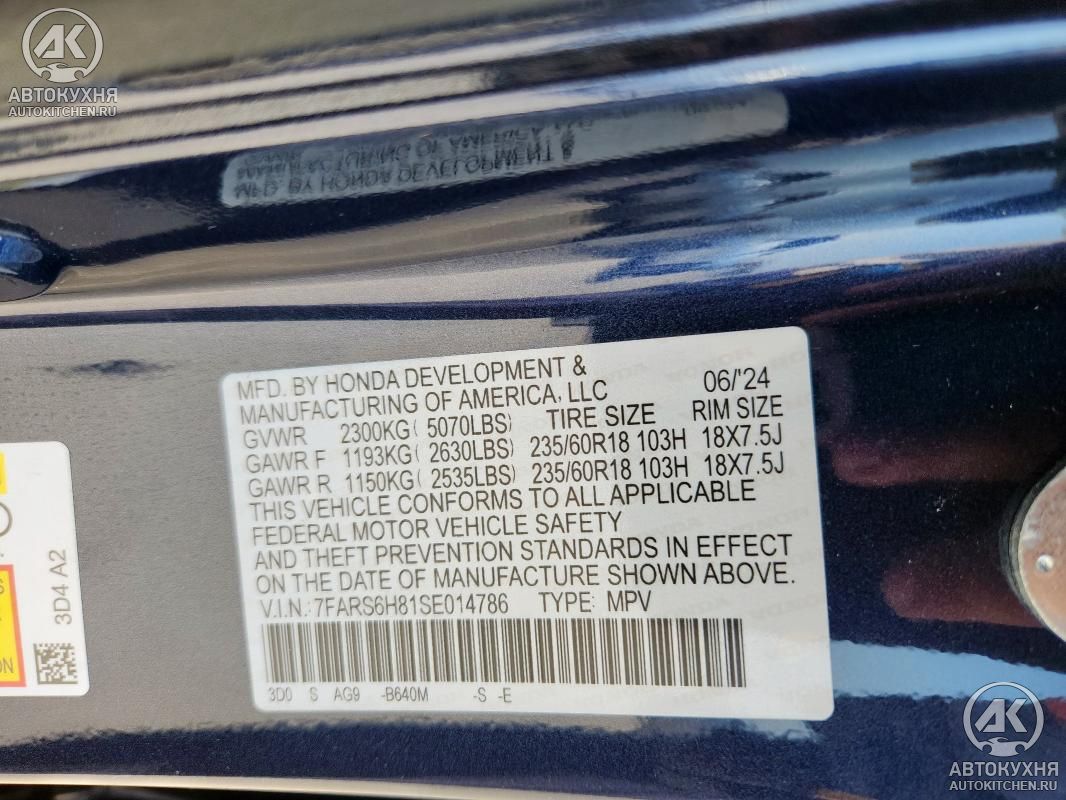 АК
АВТОКУХНЯ
AUTOKITCHEN.RU
MFD. BY HONDA DEVELOPMENT &
MANUFACTURING OF AMERICA, LLC 06/'24
GVWR 2300KG( 5070LBS) TIRE SIZE RIM SIZE
GAWR F 1193KG( 2630LBS) 235/60R18 103H 18X7.5J
GAWR R 1150KG( 2535LBS) 235/60R18 103H 18X7.5J
THIS VEHICLE CONFORMS TO ALL APPLICABLE
FEDERAL MOTOR VEHICLE SAFETY
AND THEFT PREVENTION STANDARDS IN EFFECT
ON THE DATE OF MANUFACTURE SHOWN ABOVE.
V.I.N.:7FARS6H81SE014786 TYPE: MPV
3D0 S AG9 -B640M -S -E
3D4 A2
АК
АВТОКУХНЯ
AUTOKITCHEN.RU